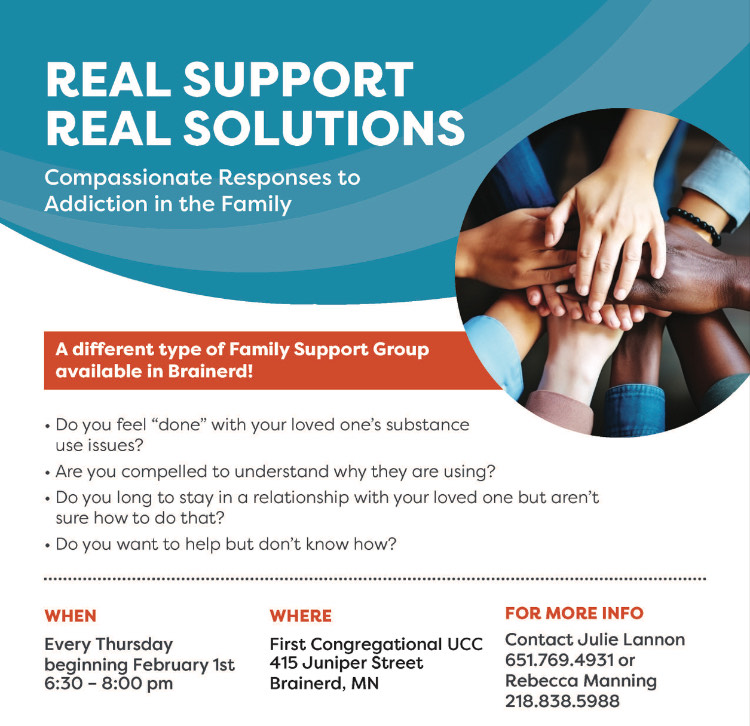 REAL SUPPORT
REAL SOLUTIONS
Compassionate Responses to
Addiction in the Family
A different type of Family Support Group
available in Brainerd!
• Do you feel “done” with your loved one’s substance
use issues?
• Are you compelled to understand why they are using?
• Do you long to stay in a relationship with your loved one but aren’t
sure how to do that?
• Do you want to help but don’t know how?
WHEN
Every Thursday
beginning February 1st
6:30 – 8:00 pm
WHERE
First Congregational UCC
415 Juniper Street
Brainerd, MN
FOR MORE INFO
Contact Julie Lannon
651.769.4931 or
Rebecca Manning
218.838.5988